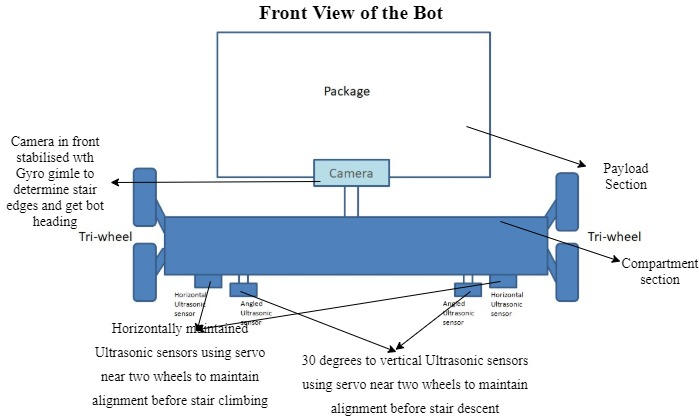 Front View of the Bot
Package
Camera in front
stabilised wth
Gyro gimle to
determine stair
edges and get bot
heading
Camera
Payload
Section
Tri-wheel
Tri-wheel
Compartment
section
Horizontal
Ultrasonic
sensor
Angled
Ultrasonic
sensor
Angled
Ultrasonic
sensor
Horizontal
Ultrasonic
sensor
Horizontally maintained
Ultrasonic sensors using servo
near two wheels to maintain
alignment before stair climbing
30 degrees to vertical Ultrasonic sensors
using servo near two wheels to maintain
alignment before stair descent